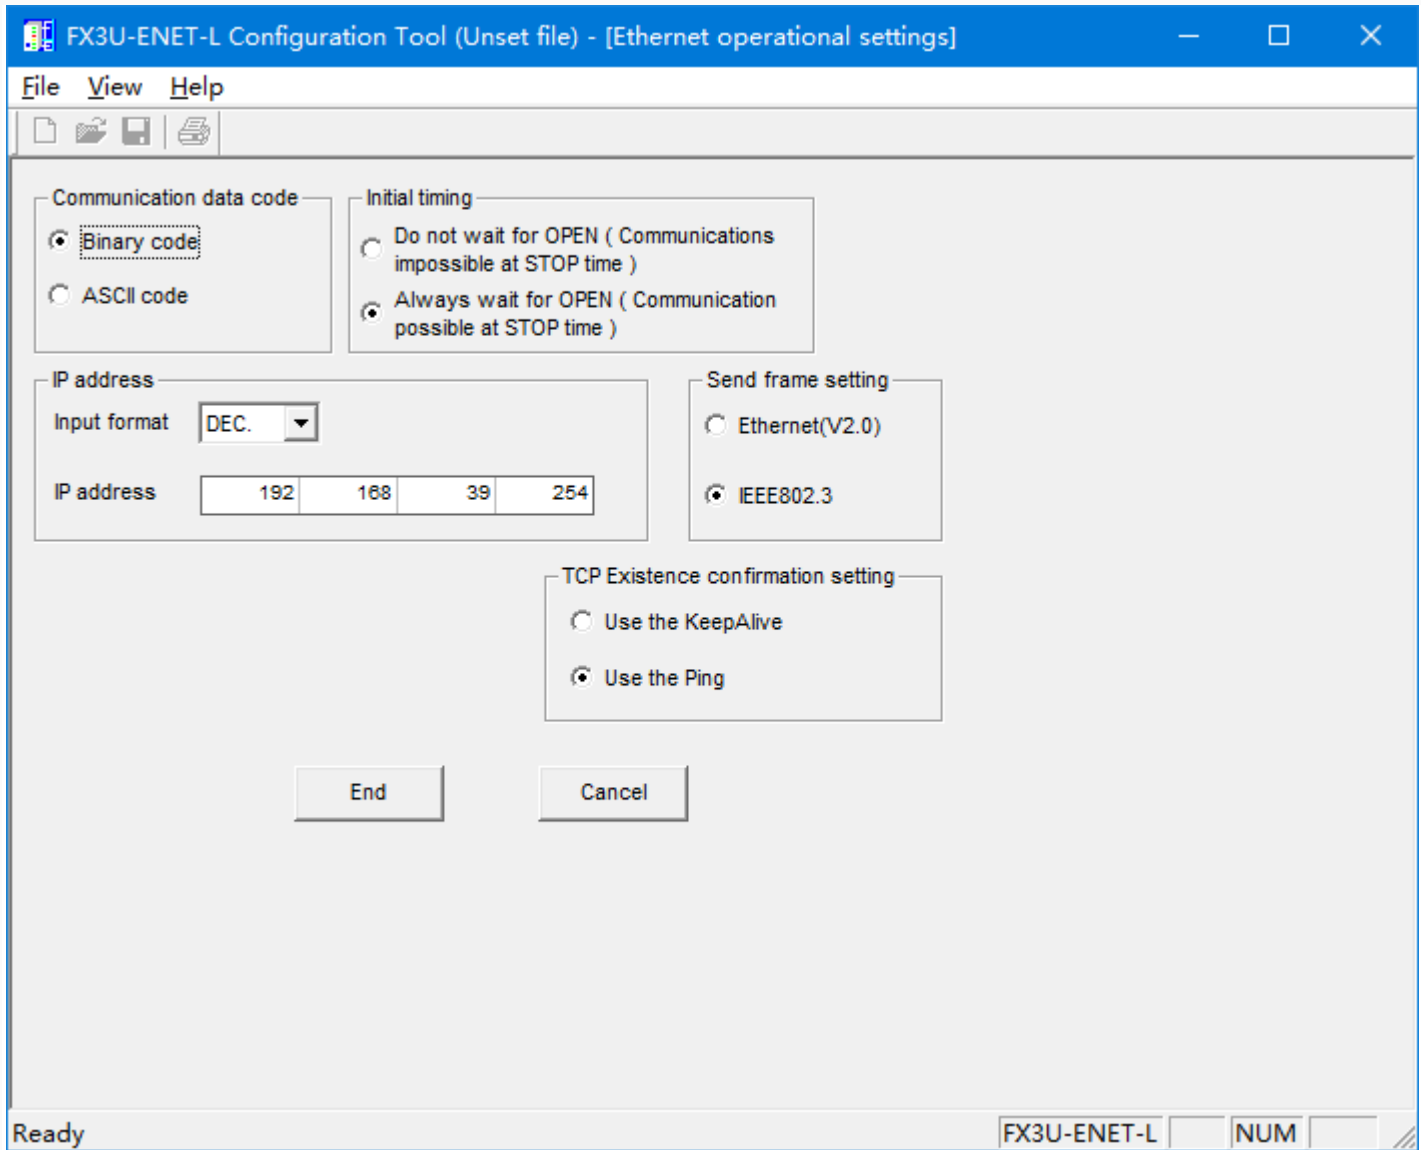 FX3U-ENET-L Configuration Tool (Unset file) - [Ethernet operational settings]
File View Help
Communication data code
Binary code
ASCII code
Initial timing
Do not wait for OPEN ( Communications
impossible at STOP time )
Always wait for OPEN ( Communication
possible at STOP time )
IP address
Input format DEC.
IP address 192 168 39 254
Send frame setting
Ethernet(V2.0)
IEEE802.3
TCP Existence confirmation setting
Use the KeepAlive
Use the Ping
End Cancel
Ready FX3U-ENET-L NUM